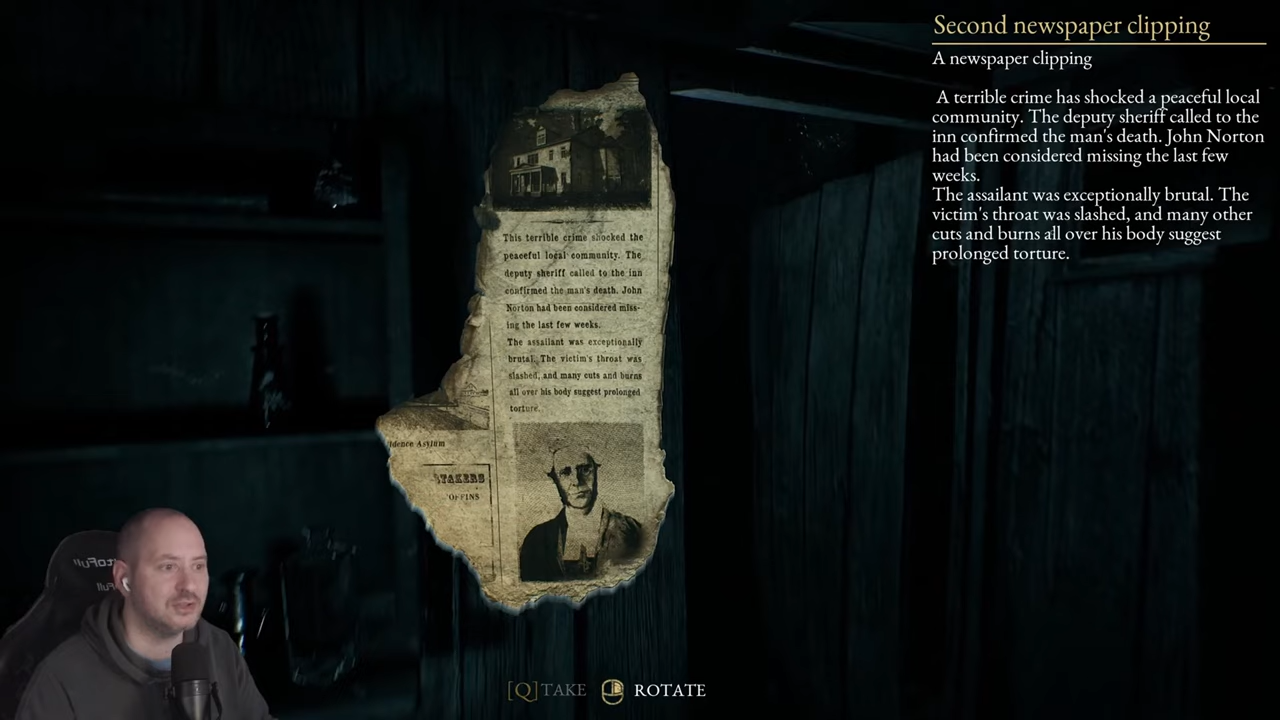 Second newspaper clipping
A newspaper clipping
A terrible crime has shocked a peaceful local
community. The deputy sheriff called to the
inn confirmed the man's death. John Norton
had been considered missing the last few
weeks.
The assailant was exceptionally brutal. The
victim's throat was slashed, and many other
cuts and burns all over his body suggest
prolonged torture.
This terrible crime shocked the
peaceful local community. The
deputy sheriff called to the inn
confirmed the man's death. John
Norton had been considered miss-
ing the last few weeks.
The assailant was exceptionally
brutal. The victim's throat was
slashed, and many cuts and burns
all over his body suggest prolonged
torture.
idence Asylum
TAKERS
OFFINS
[Q] TAKE
ROTATE